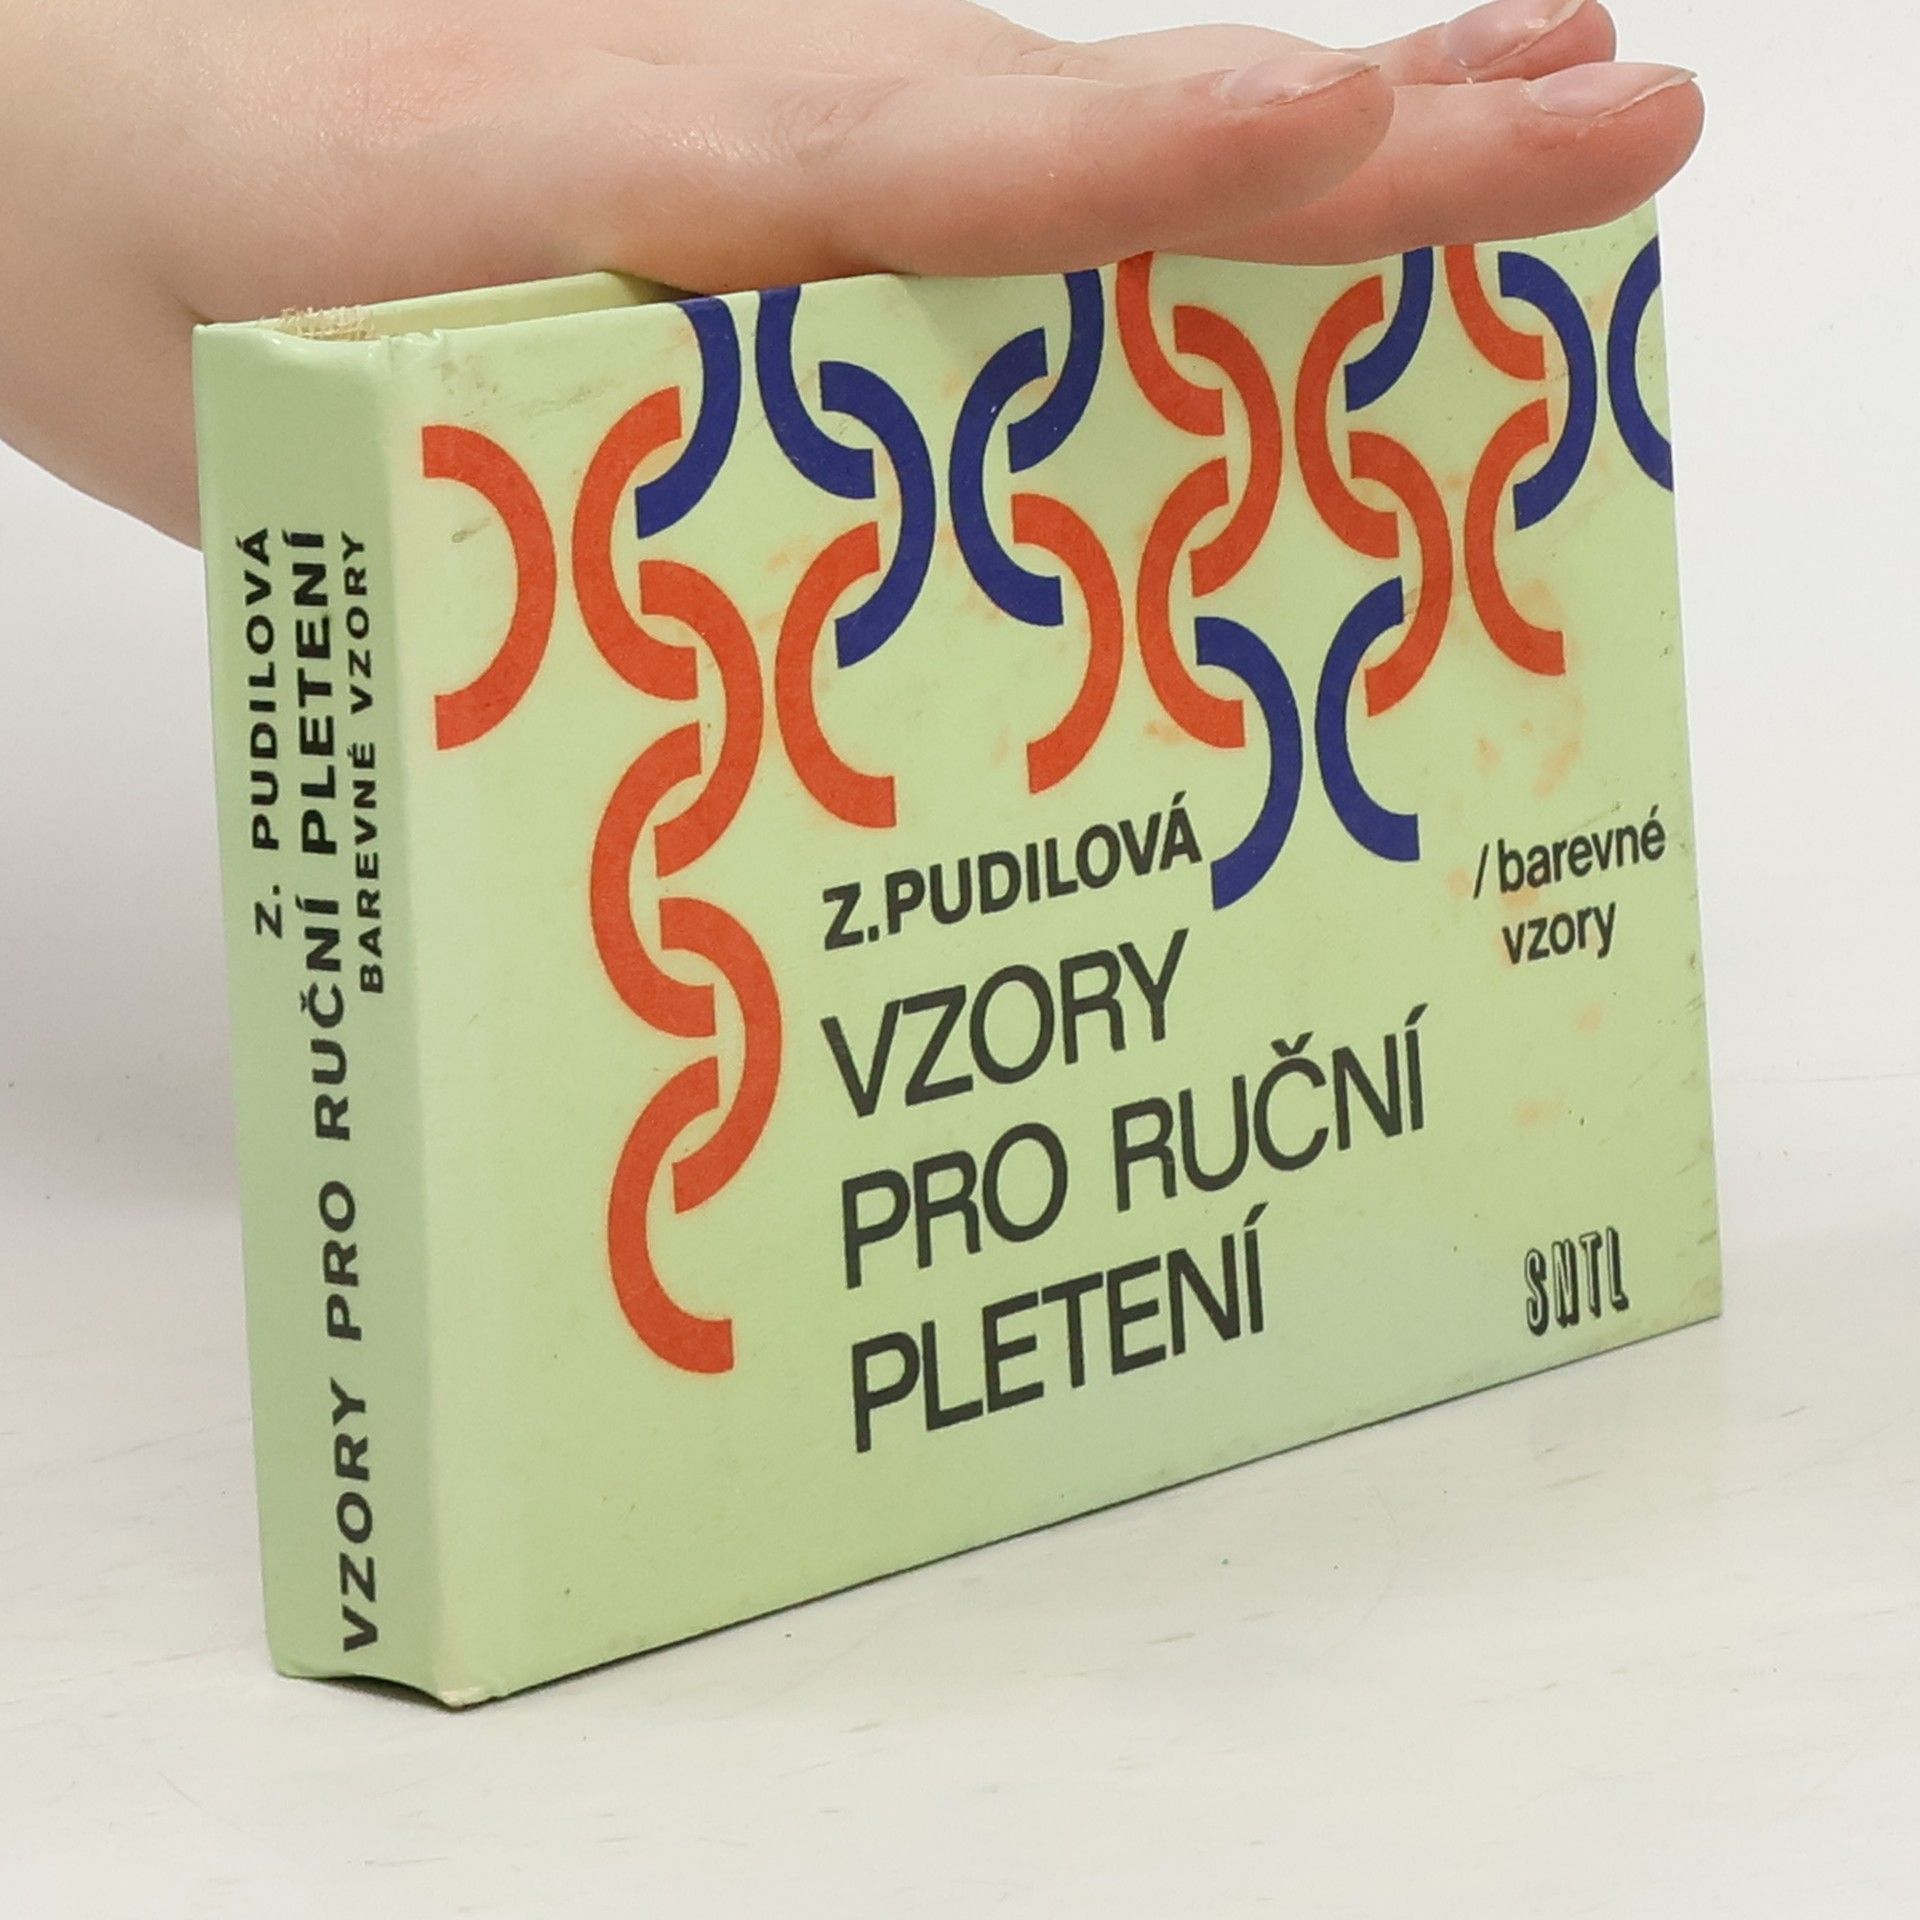 Z. PUDILOVÁ
VZORY PRO RUČNÍ PLETENÍ
BAREVNÉ VZORY
Z.PUDILOVÁ
VZORY
PRO RUČNÍ
PLETENÍ
/barevné
vzory
SNTL